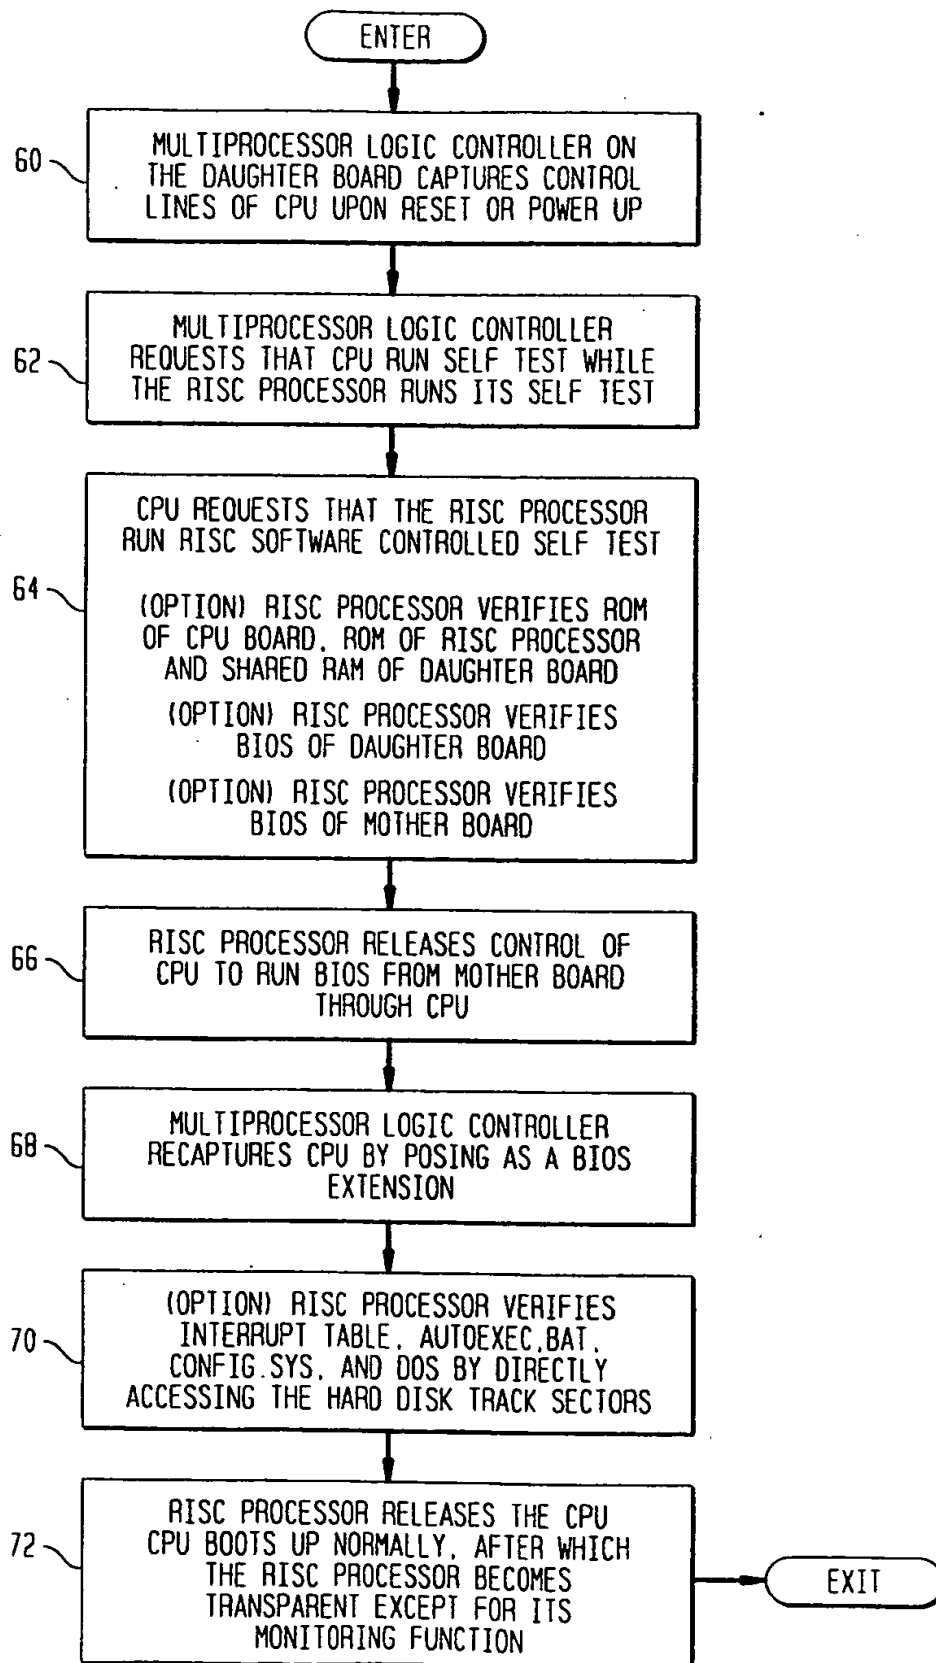 ENTER
60
MULTIPROCESSOR LOGIC CONTROLLER ON
THE DAUGHTER BOARD CAPTURES CONTROL
LINES OF CPU UPON RESET OR POWER UP
62
MULTIPROCESSOR LOGIC CONTROLLER
REQUESTS THAT CPU RUN SELF TEST WHILE
THE RISC PROCESSOR RUNS ITS SELF TEST
64
CPU REQUESTS THAT THE RISC PROCESSOR
RUN RISC SOFTWARE CONTROLLED SELF TEST
(OPTION) RISC PROCESSOR VERIFIES ROM
OF CPU BOARD, ROM OF RISC PROCESSOR
AND SHARED RAM OF DAUGHTER BOARD
(OPTION) RISC PROCESSOR VERIFIES
BIOS OF DAUGHTER BOARD
(OPTION) RISC PROCESSOR VERIFIES
BIOS OF MOTHER BOARD
66
RISC PROCESSOR RELEASES CONTROL OF
CPU TO RUN BIOS FROM MOTHER BOARD
THROUGH CPU
68
MULTIPROCESSOR LOGIC CONTROLLER
RECAPTURES CPU BY POSING AS A BIOS
EXTENSION
70
(OPTION) RISC PROCESSOR VERIFIES
INTERRUPT TABLE, AUTOEXEC.BAT,
CONFIG.SYS, AND DOS BY DIRECTLY
ACCESSING THE HARD DISK TRACK SECTORS
72
RISC PROCESSOR RELEASES THE CPU
CPU BOOTS UP NORMALLY, AFTER WHICH
THE RISC PROCESSOR BECOMES
TRANSPARENT EXCEPT FOR ITS
MONITORING FUNCTION
EXIT